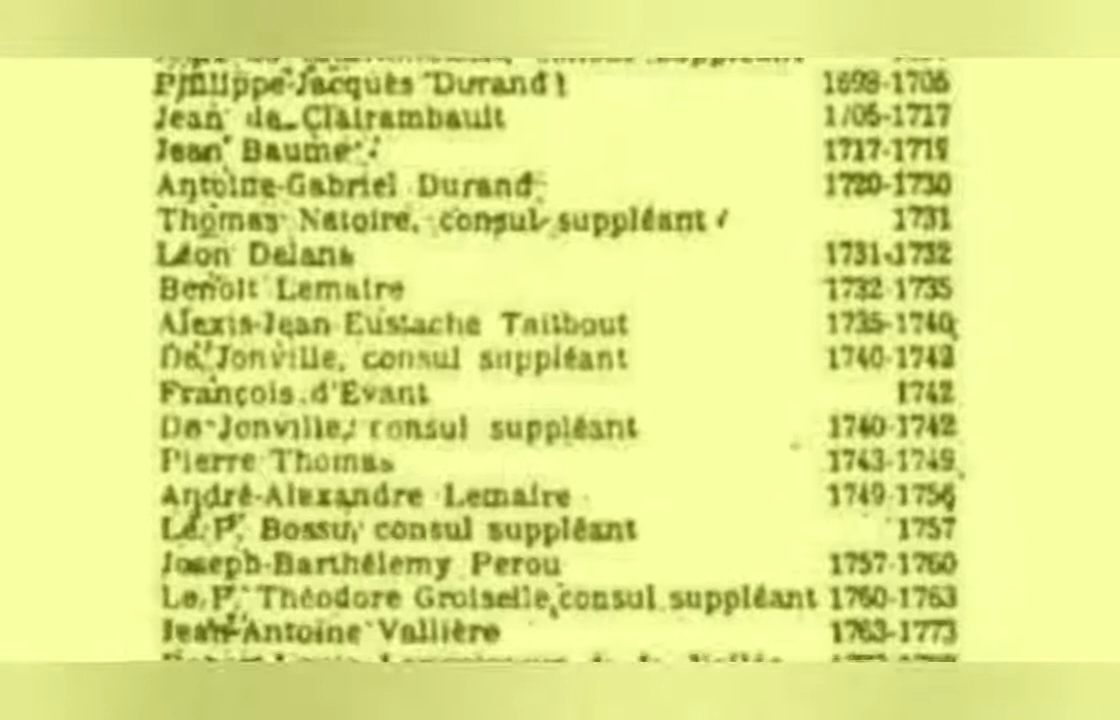 consul suppléant
Philippe-Jacques Durand 1698-1706
Jean de Clairambault 1706-1717
Jean Baume 1717-1719
Antoine-Gabriel Durand 1720-1730
Thomas Natoire, consul suppléant 1731
Léon Delane 1731-1732
Benoît Lemaire 1732-1735
Alexis-Jean Eustache Taitbout 1735-1740
De Jonville, consul suppléant 1740-1742
François d'Evant 1742
De Jonville, consul suppléant 1740-1742
Pierre Thomas 1743-1749
André-Alexandre Lemaire 1749-1756
Le P. Bossu, consul suppléant 1757
Joseph-Barthélemy Perou 1757-1760
Le P. Théodore Groiselle, consul suppléant 1760-1763
Jean-Antoine Vallière 1763-1773